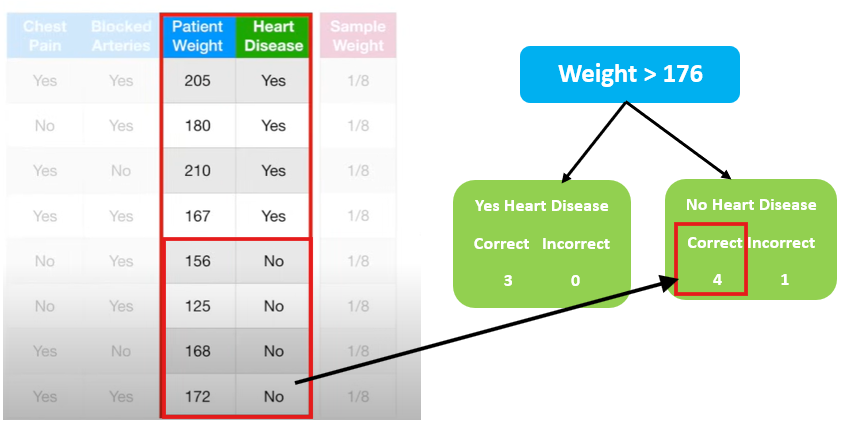 Chest Pain Blocked Arteries Patient Weight Heart Disease Sample Weight
Yes Yes 205 Yes 1/8
No Yes 180 Yes 1/8
Yes No 210 Yes 1/8
Yes Yes 167 Yes 1/8
No Yes 156 No 1/8
No Yes 125 No 1/8
Yes No 168 No 1/8
Yes Yes 172 No 1/8
Weight > 176
Yes Heart Disease
Correct Incorrect
3 0
No Heart Disease
Correct Incorrect
4 1